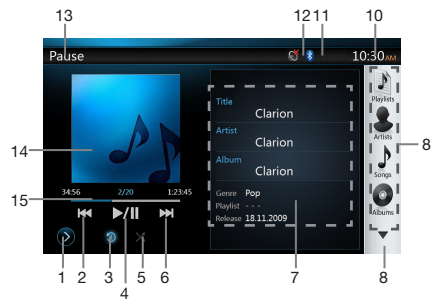 13 12 11 10
Pause 10:30 AM
Playlists
Title
Clarion
Artists
Artist
Clarion
14 8
Songs
Album
Clarion
34:56 2/20 1:23:45
Genre Pop
15
Playlist - - -
Albums
Release 18.11.2009
1 2 3 4 5 6 7 8